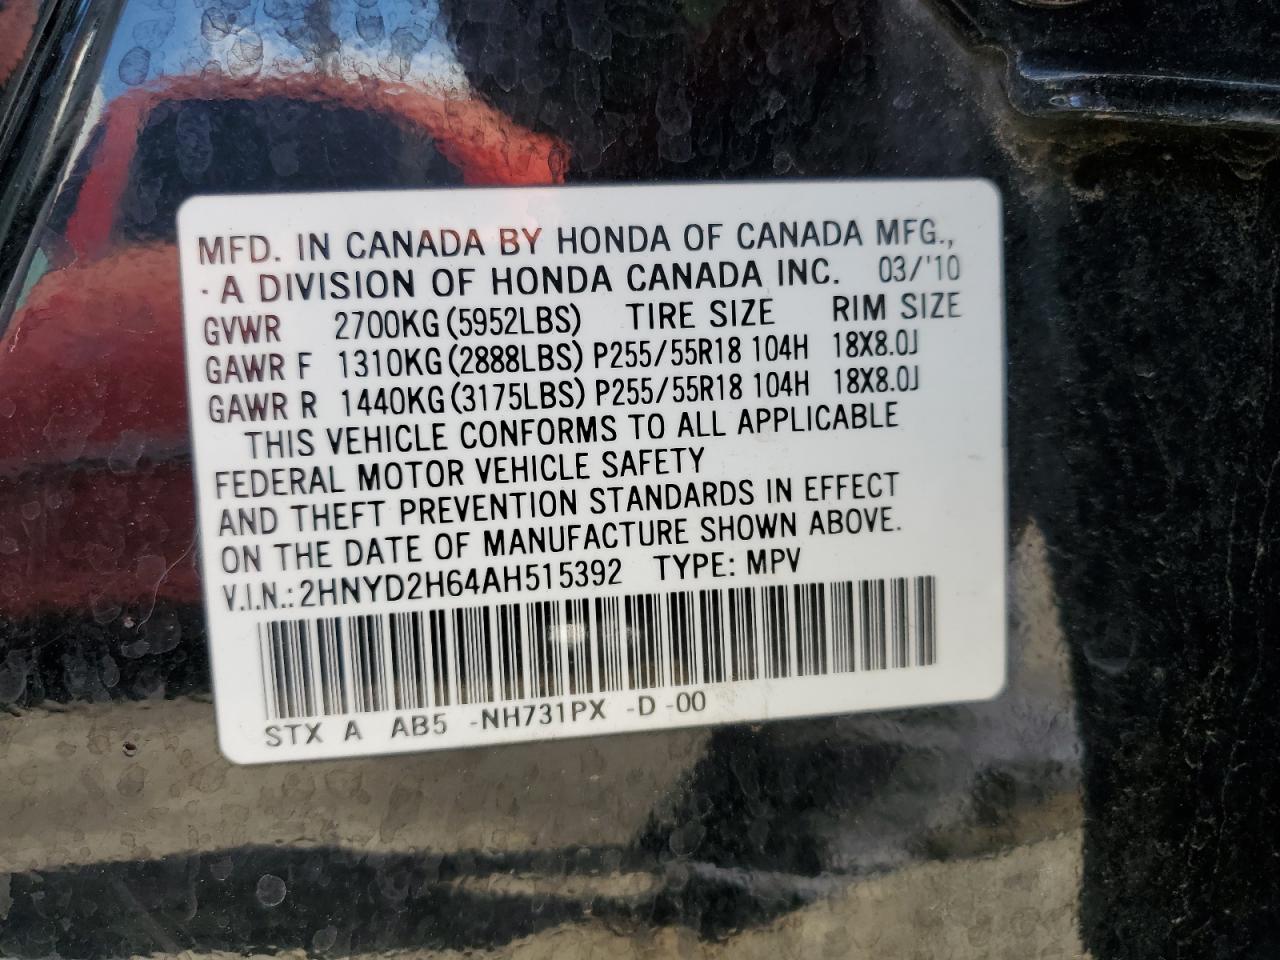 MFD. IN CANADA BY HONDA OF CANADA MFG.,
· A DIVISION OF HONDA CANADA INC. 03/'10
GVWR 2700KG (5952LBS) TIRE SIZE RIM SIZE
GAWR F 1310KG (2888LBS) P255/55R18 104H 18X8.0J
GAWR R 1440KG (3175LBS) P255/55R18 104H 18X8.0J
THIS VEHICLE CONFORMS TO ALL APPLICABLE
FEDERAL MOTOR VEHICLE SAFETY
AND THEFT PREVENTION STANDARDS IN EFFECT
ON THE DATE OF MANUFACTURE SHOWN ABOVE.
V.I.N.: 2HNYD2H64AH515392 TYPE: MPV
STX A AB5 -NH731PX -D -00